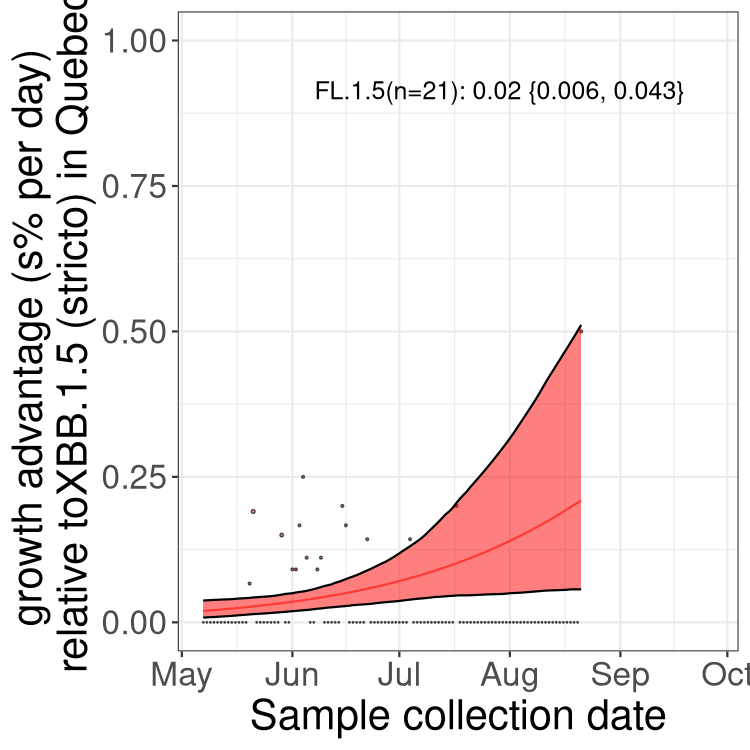 growth advantage (s% per day)
relative toXBB.1.5 (stricto) in Quebec
1.00
0.75
0.50
0.25
0.00
FL.1.5(n=21): 0.02 {0.006, 0.043}
May Jun Jul Aug Sep Oct
Sample collection date